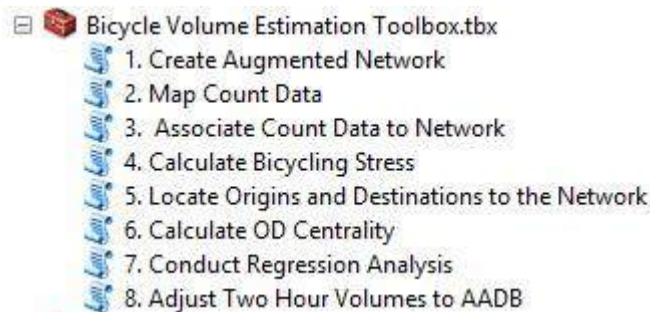 Bicycle Volume Estimation Toolbox.tbx
1. Create Augmented Network
2. Map Count Data
3. Associate Count Data to Network
4. Calculate Bicycling Stress
5. Locate Origins and Destinations to the Network
6. Calculate OD Centrality
7. Conduct Regression Analysis
8. Adjust Two Hour Volumes to AADB